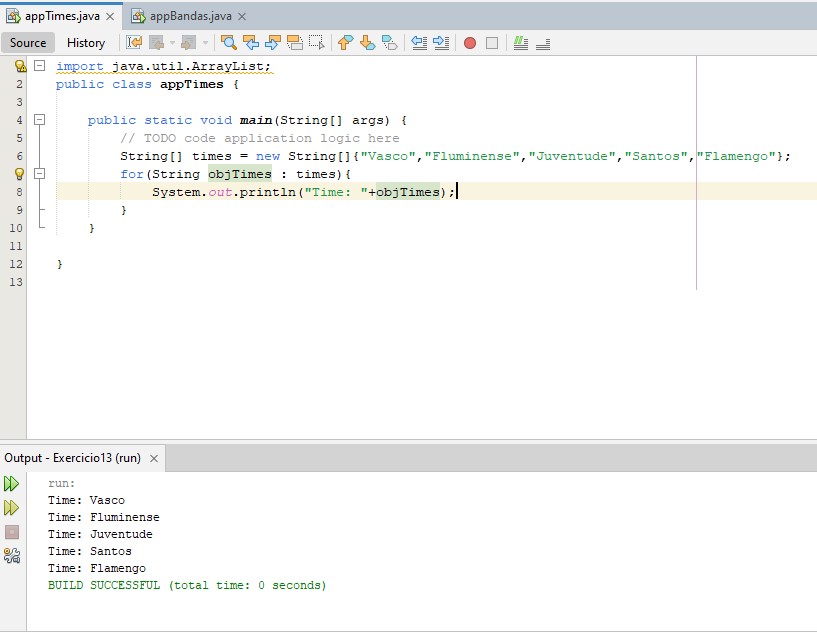 appTimes.java
appBandas.java
Source
History
import java.util.ArrayList;
2 public class appTimes {
3
4 public static void main(String[] args) {
5 // TODO code application logic here
6 String[] times = new String[]{"Vasco","Fluminense","Juventude","Santos","Flamengo"};
for(String objTimes : times){
8 System.out.println("Time: "+objTimes);
9 }
10 }
11
12 }
13
Output - Exercicio13 (run)
run:
Time: Vasco
Time: Fluminense
Time: Juventude
Time: Santos
Time: Flamengo
BUILD SUCCESSFUL (total time: 0 seconds)